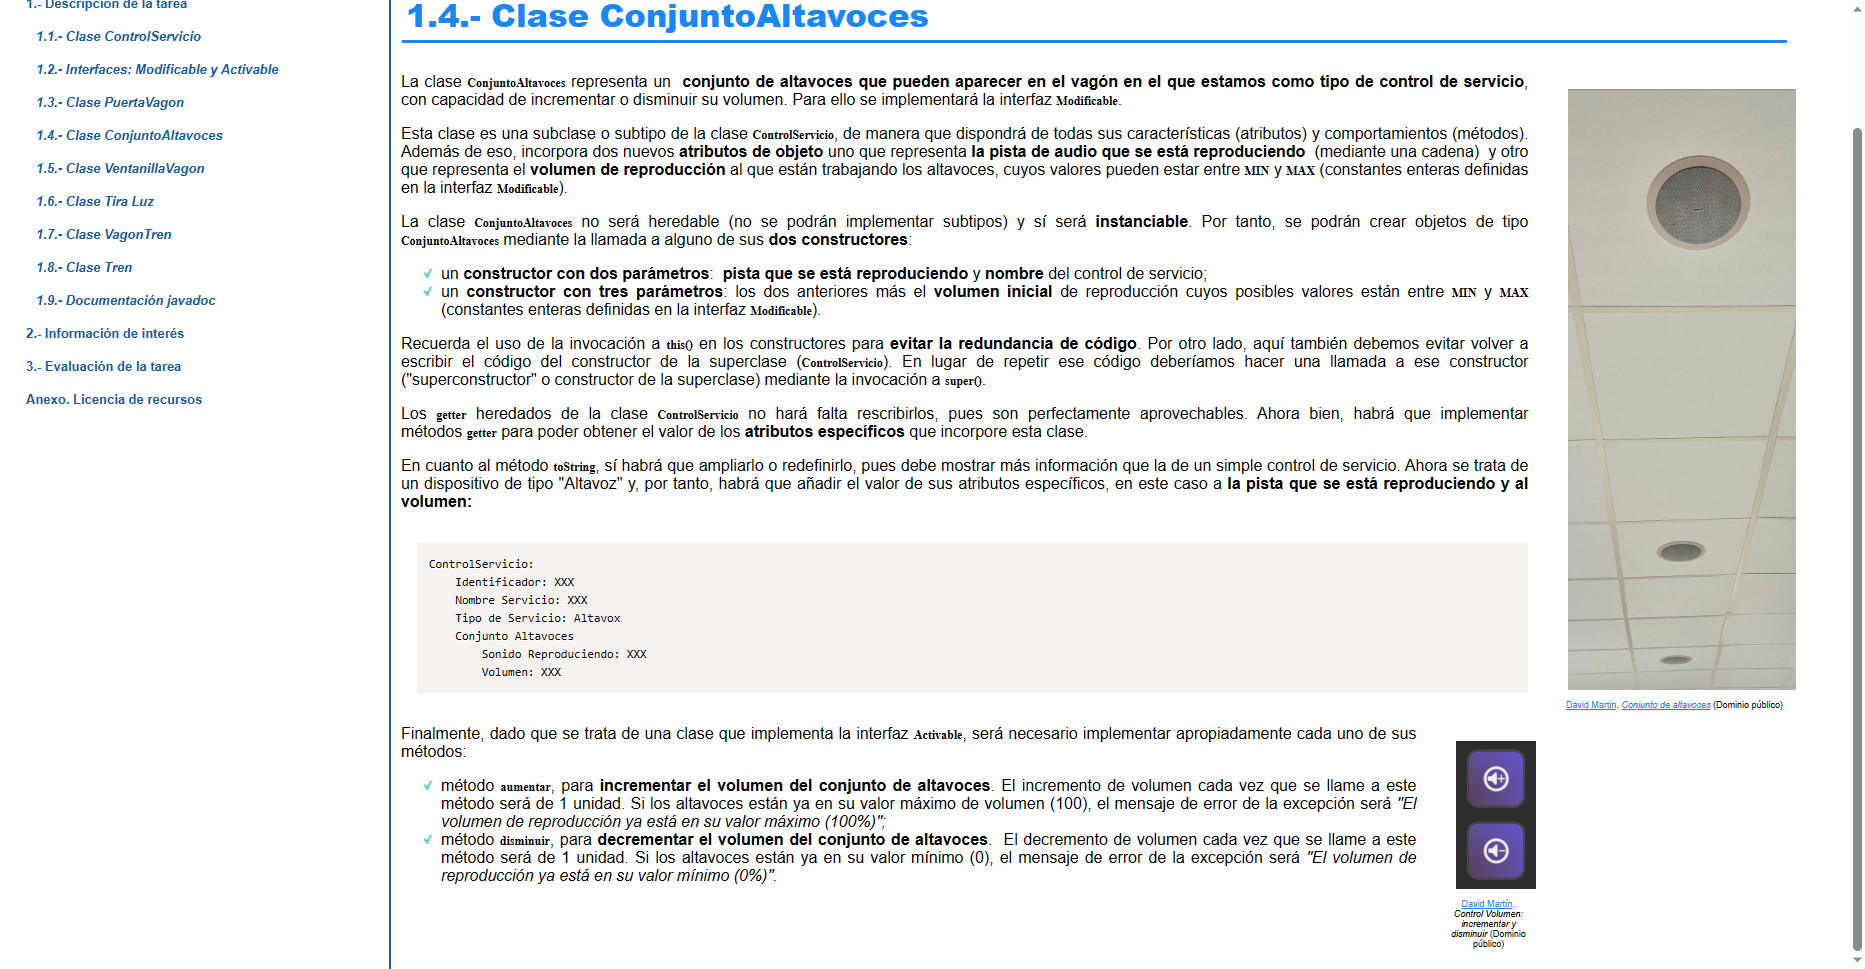 1.- Descripción de la tarea
1.1.- Clase ControlServicio
1.2.- Interfaces: Modificable y Activable
1.3.- Clase PuertaVagon
1.4.- Clase ConjuntoAltavoces
1.5.- Clase VentanillaVagon
1.6.- Clase Tira Luz
1.7.- Clase VagonTren
1.8.- Clase Tren
1.9.- Documentación javadoc
2.- Información de interés
3.- Evaluación de la tarea
Anexo. Licencia de recursos
1.4.- Clase ConjuntoAltavoces
La clase ConjuntoAltavoces representa un conjunto de altavoces que pueden aparecer en el vagón en el que estamos como tipo de control de servicio,
con capacidad de incrementar o disminuir su volumen. Para ello se implementará la interfaz Modificable.
Esta clase es una subclase o subtipo de la clase ControlServicio, de manera que dispondrá de todas sus características (atributos) y comportamientos (métodos).
Además de eso, incorpora dos nuevos atributos de objeto uno que representa la pista de audio que se está reproduciendo (mediante una cadena) y otro
que representa el volumen de reproducción al que están trabajando los altavoces, cuyos valores pueden estar entre MIN y MAX (constantes enteras definidas
en la interfaz Modificable).
La clase ConjuntoAltavoces no será heredable (no se podrán implementar subtipos) y sí será instanciable. Por tanto, se podrán crear objetos de tipo
ConjuntoAltavoces mediante la llamada a alguno de sus dos constructores:
un constructor con dos parámetros: pista que se está reproduciendo y nombre del control de servicio;
un constructor con tres parámetros: los dos anteriores más el volumen inicial de reproducción cuyos posibles valores están entre MIN y MAX
(constantes enteras definidas en la interfaz Modificable).
Recuerda el uso de la invocación a this() en los constructores para evitar la redundancia de código. Por otro lado, aquí también debemos evitar volver a
escribir el código del constructor de la superclase (ControlServicio). En lugar de repetir ese código deberíamos hacer una llamada a ese constructor
("superconstructor" o constructor de la superclase) mediante la invocación a super().
Los getter heredados de la clase ControlServicio no hará falta rescribirlos, pues son perfectamente aprovechables. Ahora bien, habrá que implementar
métodos getter para poder obtener el valor de los atributos específicos que incorpore esta clase.
En cuanto al método toString, sí habrá que ampliarlo o redefinirlo, pues debe mostrar más información que la de un simple control de servicio. Ahora se trata de
un dispositivo de tipo "Altavoz" y, por tanto, habrá que añadir el valor de sus atributos específicos, en este caso a la pista que se está reproduciendo y al
volumen:
ControlServicio:
Identificador: XXX
Nombre Servicio: XXX
Tipo de Servicio: Altavox
Conjunto Altavoces
Sonido Reproduciendo: XXX
Volumen: XXX
David Martin. Conjunto de altavoces (Dominio público)
Finalmente, dado que se trata de una clase que implementa la interfaz Activable, será necesario implementar apropiadamente cada uno de sus
métodos:
método aumentar, para incrementar el volumen del conjunto de altavoces. El incremento de volumen cada vez que se llame a este
método será de 1 unidad. Si los altavoces están ya en su valor máximo de volumen (100), el mensaje de error de la excepción será "El
volumen de reproducción ya está en su valor máximo (100%)";
método disminuir, para decrementar el volumen del conjunto de altavoces. El decremento de volumen cada vez que se llame a este
método será de 1 unidad. Si los altavoces están ya en su valor mínimo (0), el mensaje de error de la excepción será "El volumen de
reproducción ya está en su valor mínimo (0%)".
David Martín.
Control Volumen:
incrementar y
disminuir (Dominio
público)